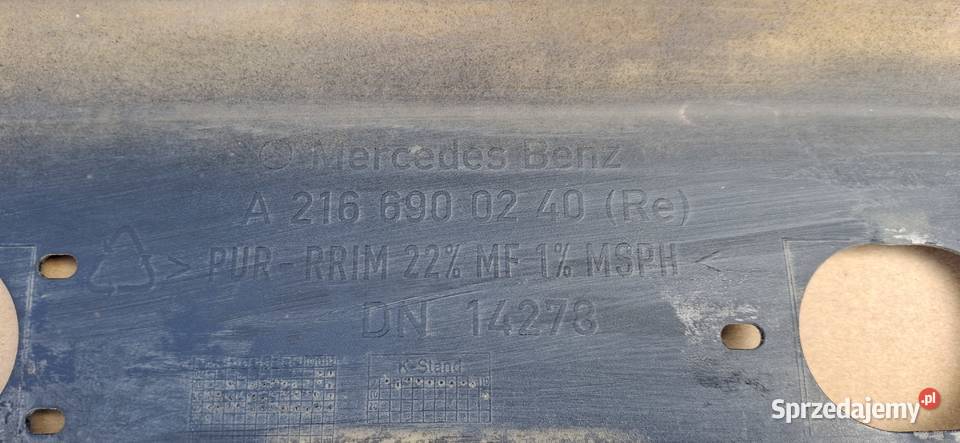 Mercedes Benz
A 216 690 02 40 (Re)
> PUR-RRIM 22% MF 1% MSPH <
DN 14278
K-Stand
Sprzedajemy.pl